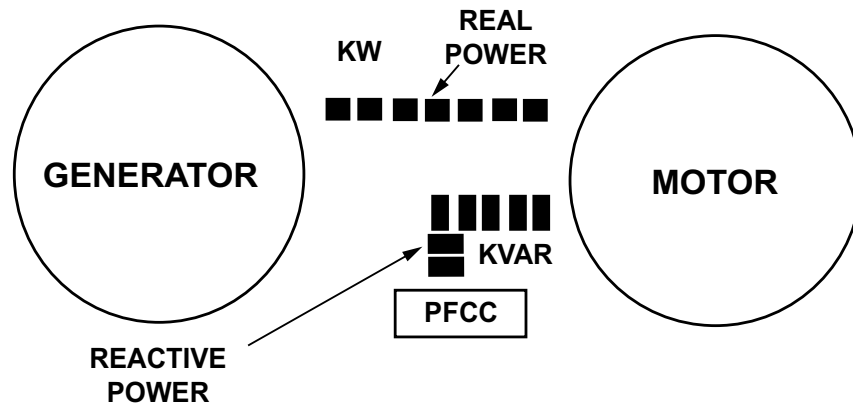 REAL
POWER
KW
GENERATOR
MOTOR
KVAR
PFCC
REACTIVE
POWER